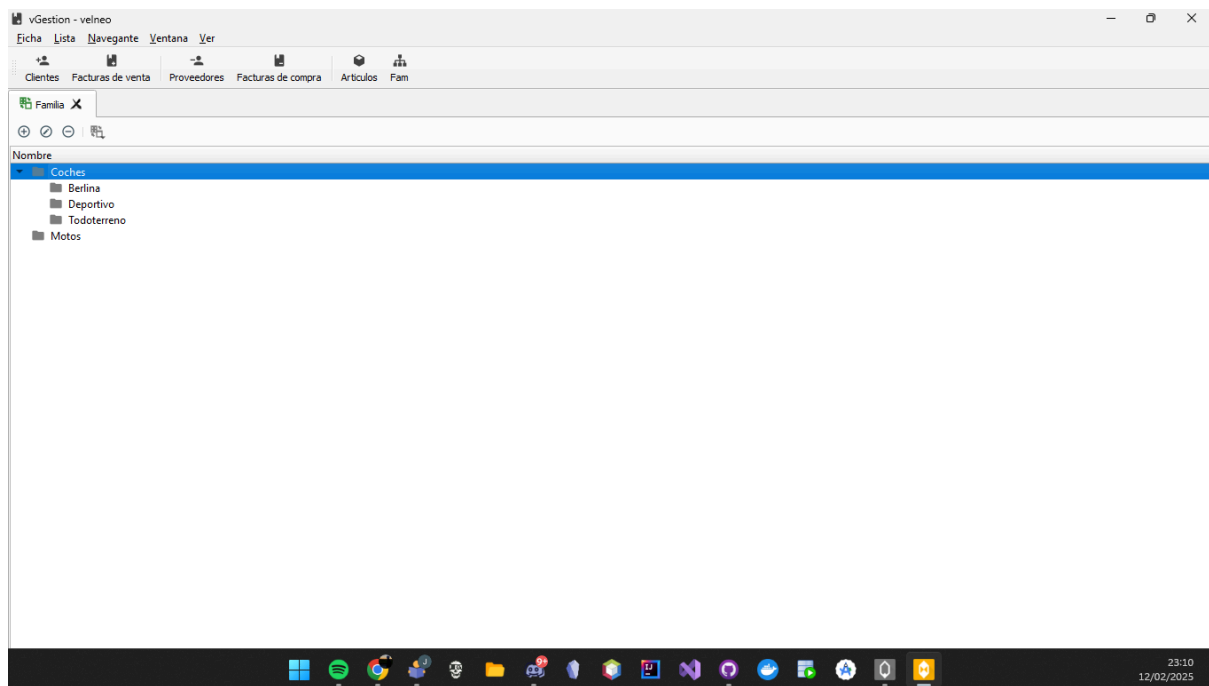 vGestion - velneo
Ficha Lista Navegante Ventana Ver
Clientes Facturas de venta Proveedores Facturas de compra Articulos Fam
Familia
Nombre
Coches
Berlina
Deportivo
Todoterreno
Motos
9+
23:10
12/02/2025